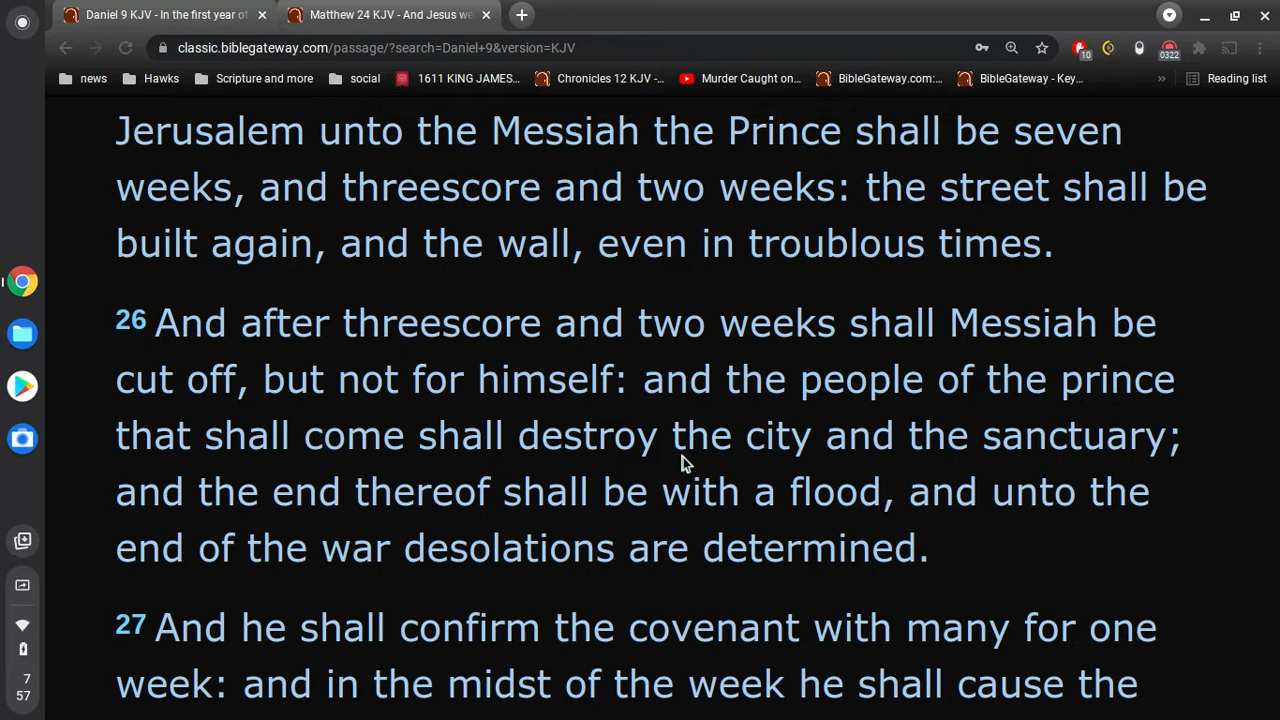 Daniel 9 KJV - In the first year of
Matthew 24 KJV - And Jesus we
classic.biblegateway.com/passage/?search=Daniel+9&version=KJV
10
0322
news
Hawks
Scripture and more
social
1611 KING JAMES...
Chronicles 12 KJV -...
Murder Caught on...
BibleGateway.com:...
BibleGateway - Key...
»
Reading list
Jerusalem unto the Messiah the Prince shall be seven
weeks, and threescore and two weeks: the street shall be
built again, and the wall, even in troublous times.
26 And after threescore and two weeks shall Messiah be
cut off, but not for himself: and the people of the prince
that shall come shall destroy the city and the sanctuary;
and the end thereof shall be with a flood, and unto the
end of the war desolations are determined.
27 And he shall confirm the covenant with many for one
week: and in the midst of the week he shall cause the
7
57